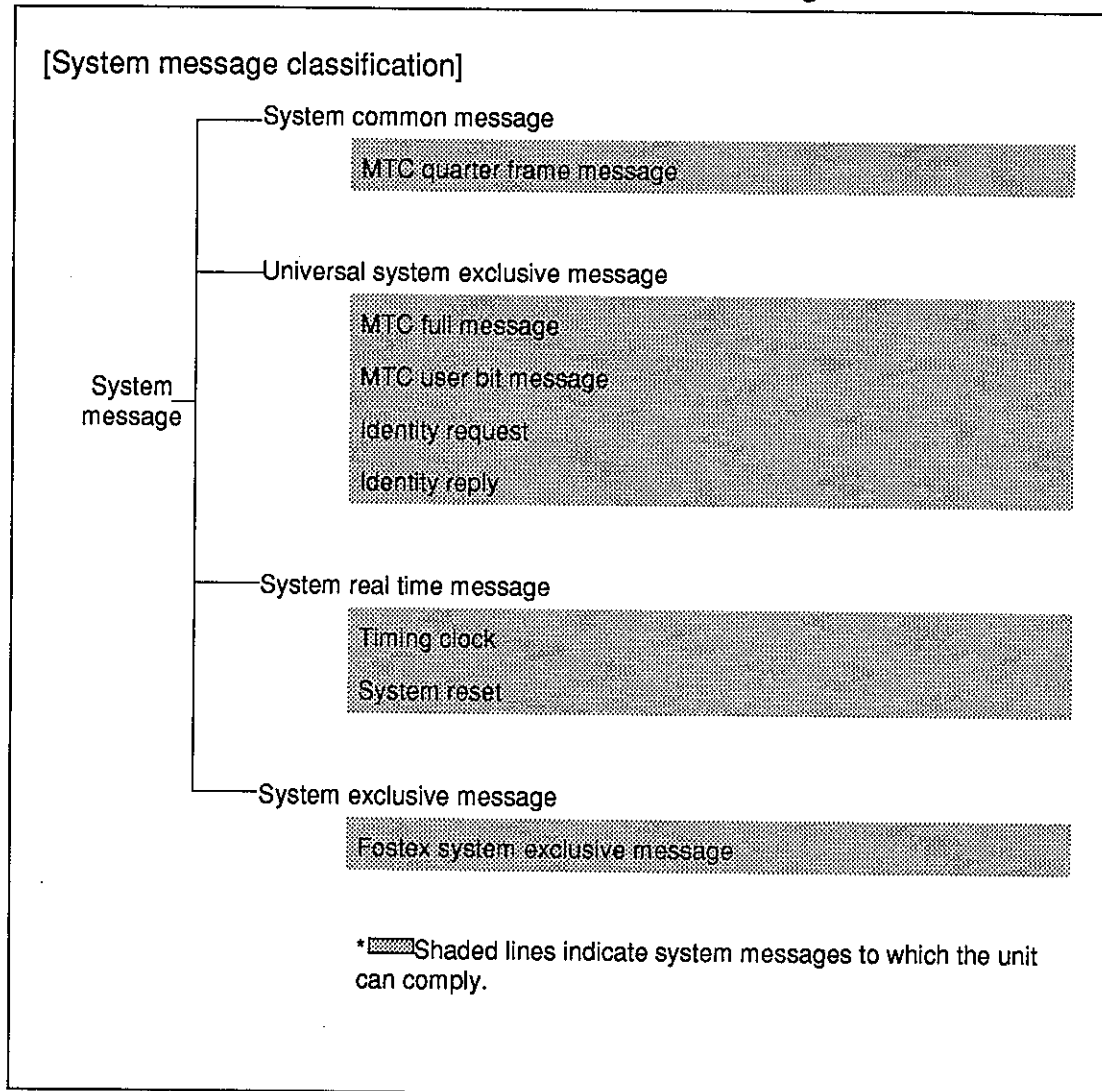 [System message classification]
System common message
MTC quarter frame message
Universal system exclusive message
MTC full message
MTC user bit message
System
message
Identity request
Identity reply
System real time message
Timing clock
System reset
System exclusive message
Fostex system exclusive message
*Shaded lines indicate system messages to which the unit
can comply.